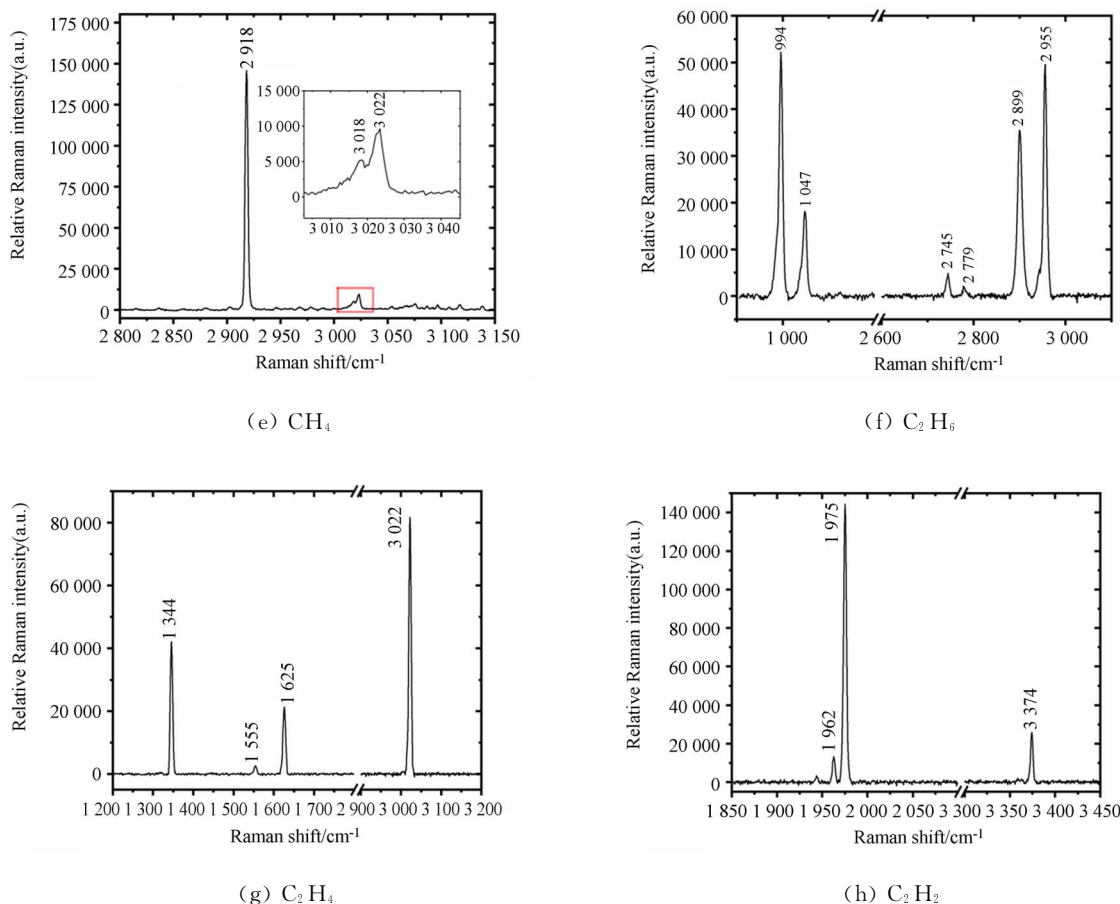 Relative Raman intensity(a.u.)
175 000
150 000
125 000
100 000
75 000
50 000
25 000
0
2 918
15 000
10 000
5 000
0
3 018
3 022
3 010 3 020 3 030 3 040
2 800 2 850 2 900 2 950 3 000 3 050 3 100 3 150
Raman shift/cm-1
(e) CH4
Relative Raman intensity(a.u.)
60 000
50 000
40 000
30 000
20 000
10 000
0
994
1 047
2 745
2 779
2 899
2 955
1 000 2 600 2 800 3 000
Raman shift/cm-1
(f) C2H6
Relative Raman intensity(a.u.)
80 000
60 000
40 000
20 000
0
1 344
1 555
1 625
3 022
1 200 1 300 1 400 1 500 1 600 1 700 2 900 3 000 3 100 3 200
Raman shift/cm-1
(g) C2H4
Relative Raman intensity(a.u.)
140 000
120 000
100 000
80 000
60 000
40 000
20 000
0
1 962
1 975
3 374
1 850 1 900 1 950 2 000 2 050 3 300 3 350 3 400 3 450
Raman shift/cm-1
(h) C2H2